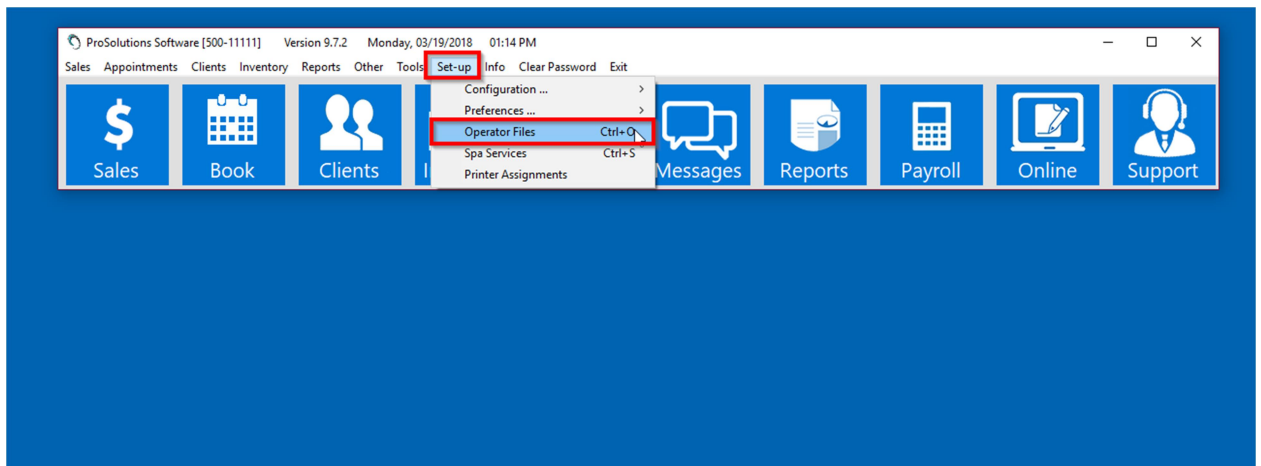 ProSolutions Software [500-11111] Version 9.7.2 Monday, 03/19/2018 01:14 PM
Sales Appointments Clients Inventory Reports Other Tools Set-up Info Clear Password Exit
Configuration ... >
Preferences ... >
Operator Files Ctrl+O
Spa Services Ctrl+S
Printer Assignments
Sales Book Clients Messages Reports Payroll Online Support